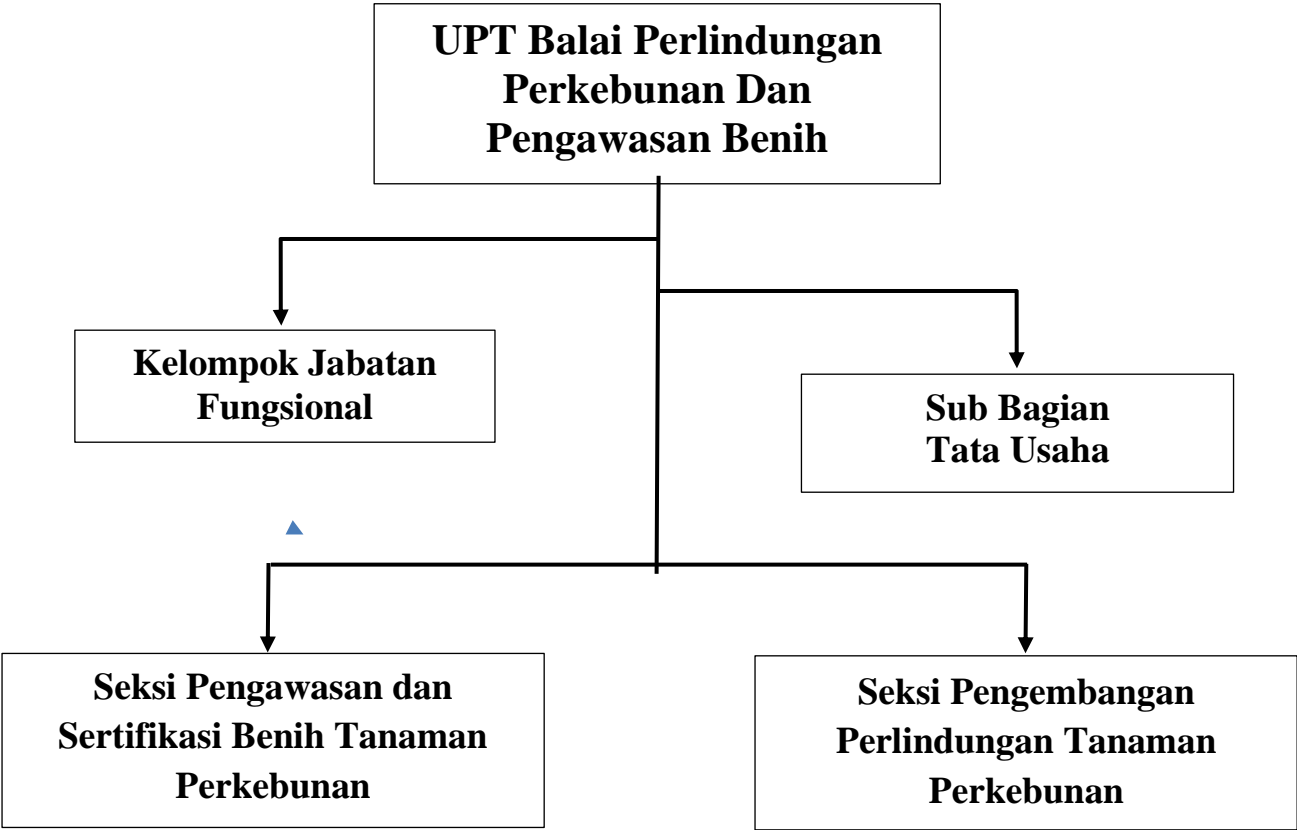 UPT Balai Perlindungan
Perkebunan Dan
Pengawasan Benih
Kelompok Jabatan
Fungsional
Sub Bagian
Tata Usaha
Seksi Pengawasan dan
Sertifikasi Benih Tanaman
Perkebunan
Seksi Pengembangan
Perlindungan Tanaman
Perkebunan